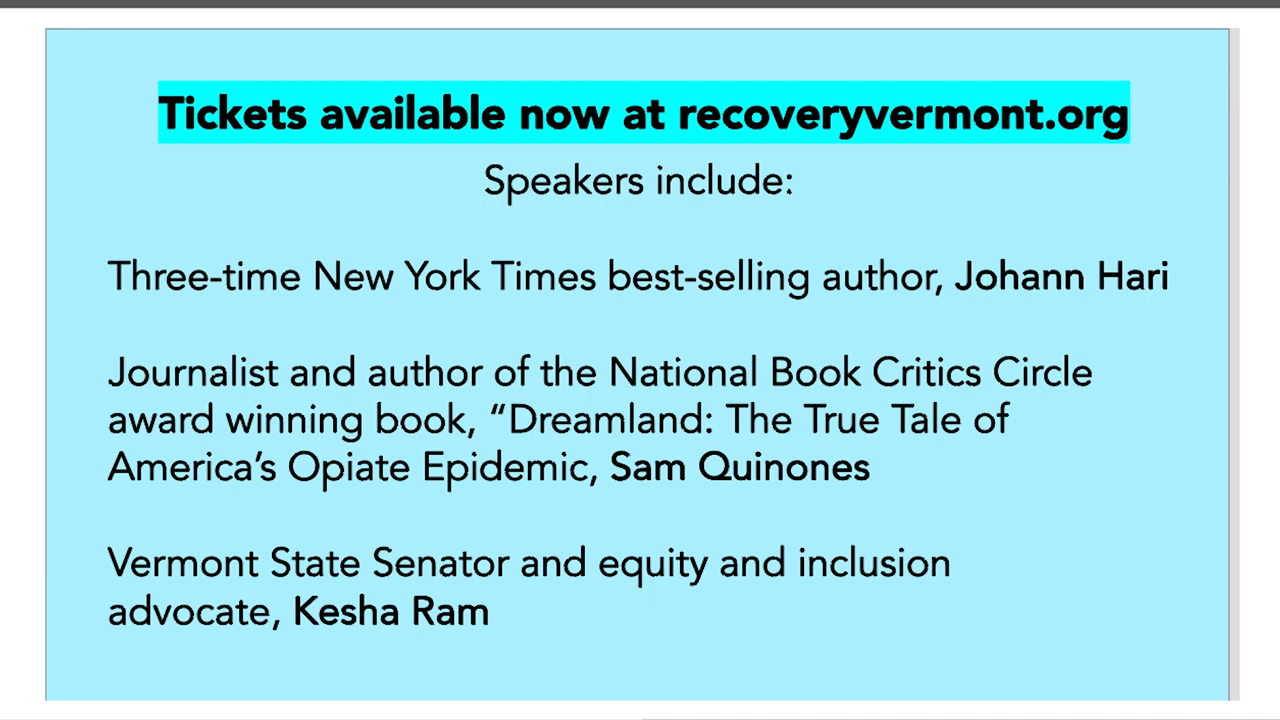 Tickets available now at recoveryvermont.org
Speakers include:
Three-time New York Times best-selling author, Johann Hari
Journalist and author of the National Book Critics Circle
award winning book, “Dreamland: The True Tale of
America’s Opiate Epidemic, Sam Quinones
Vermont State Senator and equity and inclusion
advocate, Kesha Ram